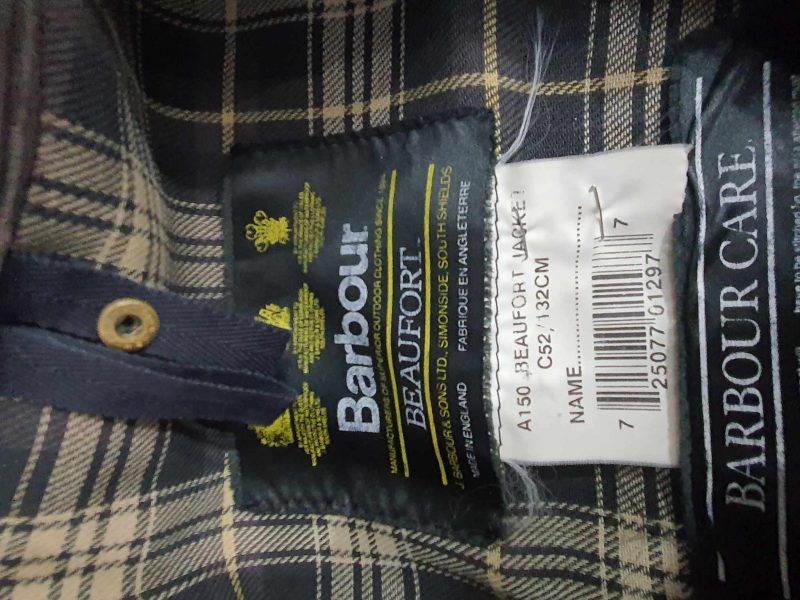 Barbour
MANUFACTURERS OF SUPERIOR OUTDOOR CLOTHING SINCE 1894
BEAUFORT
J. BARBOUR & SONS LTD, SIMONSIDE, SOUTH SHIELDS
MADE IN ENGLAND FABRIQUE EN ANGLETERRE
A150 BEAUFORT JACKET
C52/132CM
NAME
7 25077 01297 7
BARBOUR CARE